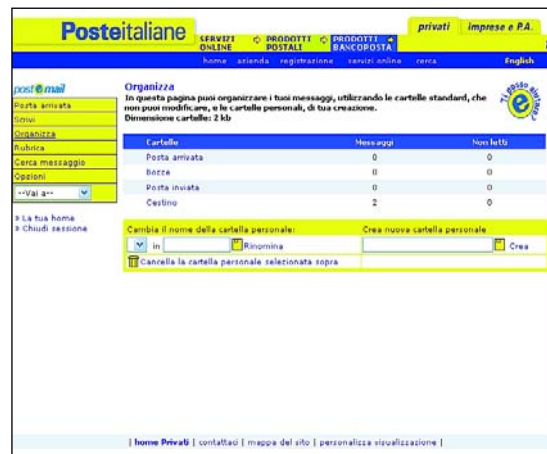 Posteitaliane
privati
imprese e P.A.
SERVIZI ONLINE
PRODOTTI POSTALI
PRODOTTI BANCOPOSTA
home azienda registrazione servizi online cerca English
postemail
Posta arrivata
Scrivi
Organizza
Rubrica
Cerca messaggio
Opzioni
--Vai a--
» La tua home
» Chiudi sessione
Organizza
In questa pagina puoi organizzare i tuoi messaggi, utilizzando le cartelle standard, che
non puoi modificare, e le cartelle personali, di tua creazione.
Dimensione cartelle: 2 kb
Ti posso aiutare?
Cartelle Messaggi Non letti
Posta arrivata 0 0
Bozze 0 0
Posta inviata 0 0
Cestino 2 0
Cambia il nome della cartella personale: Crea nuova cartella personale
in Rinomina Crea
Cancella la cartella personale selezionata sopra
| home Privati | contattaci | mappa del sito | personalizza visualizzazione |